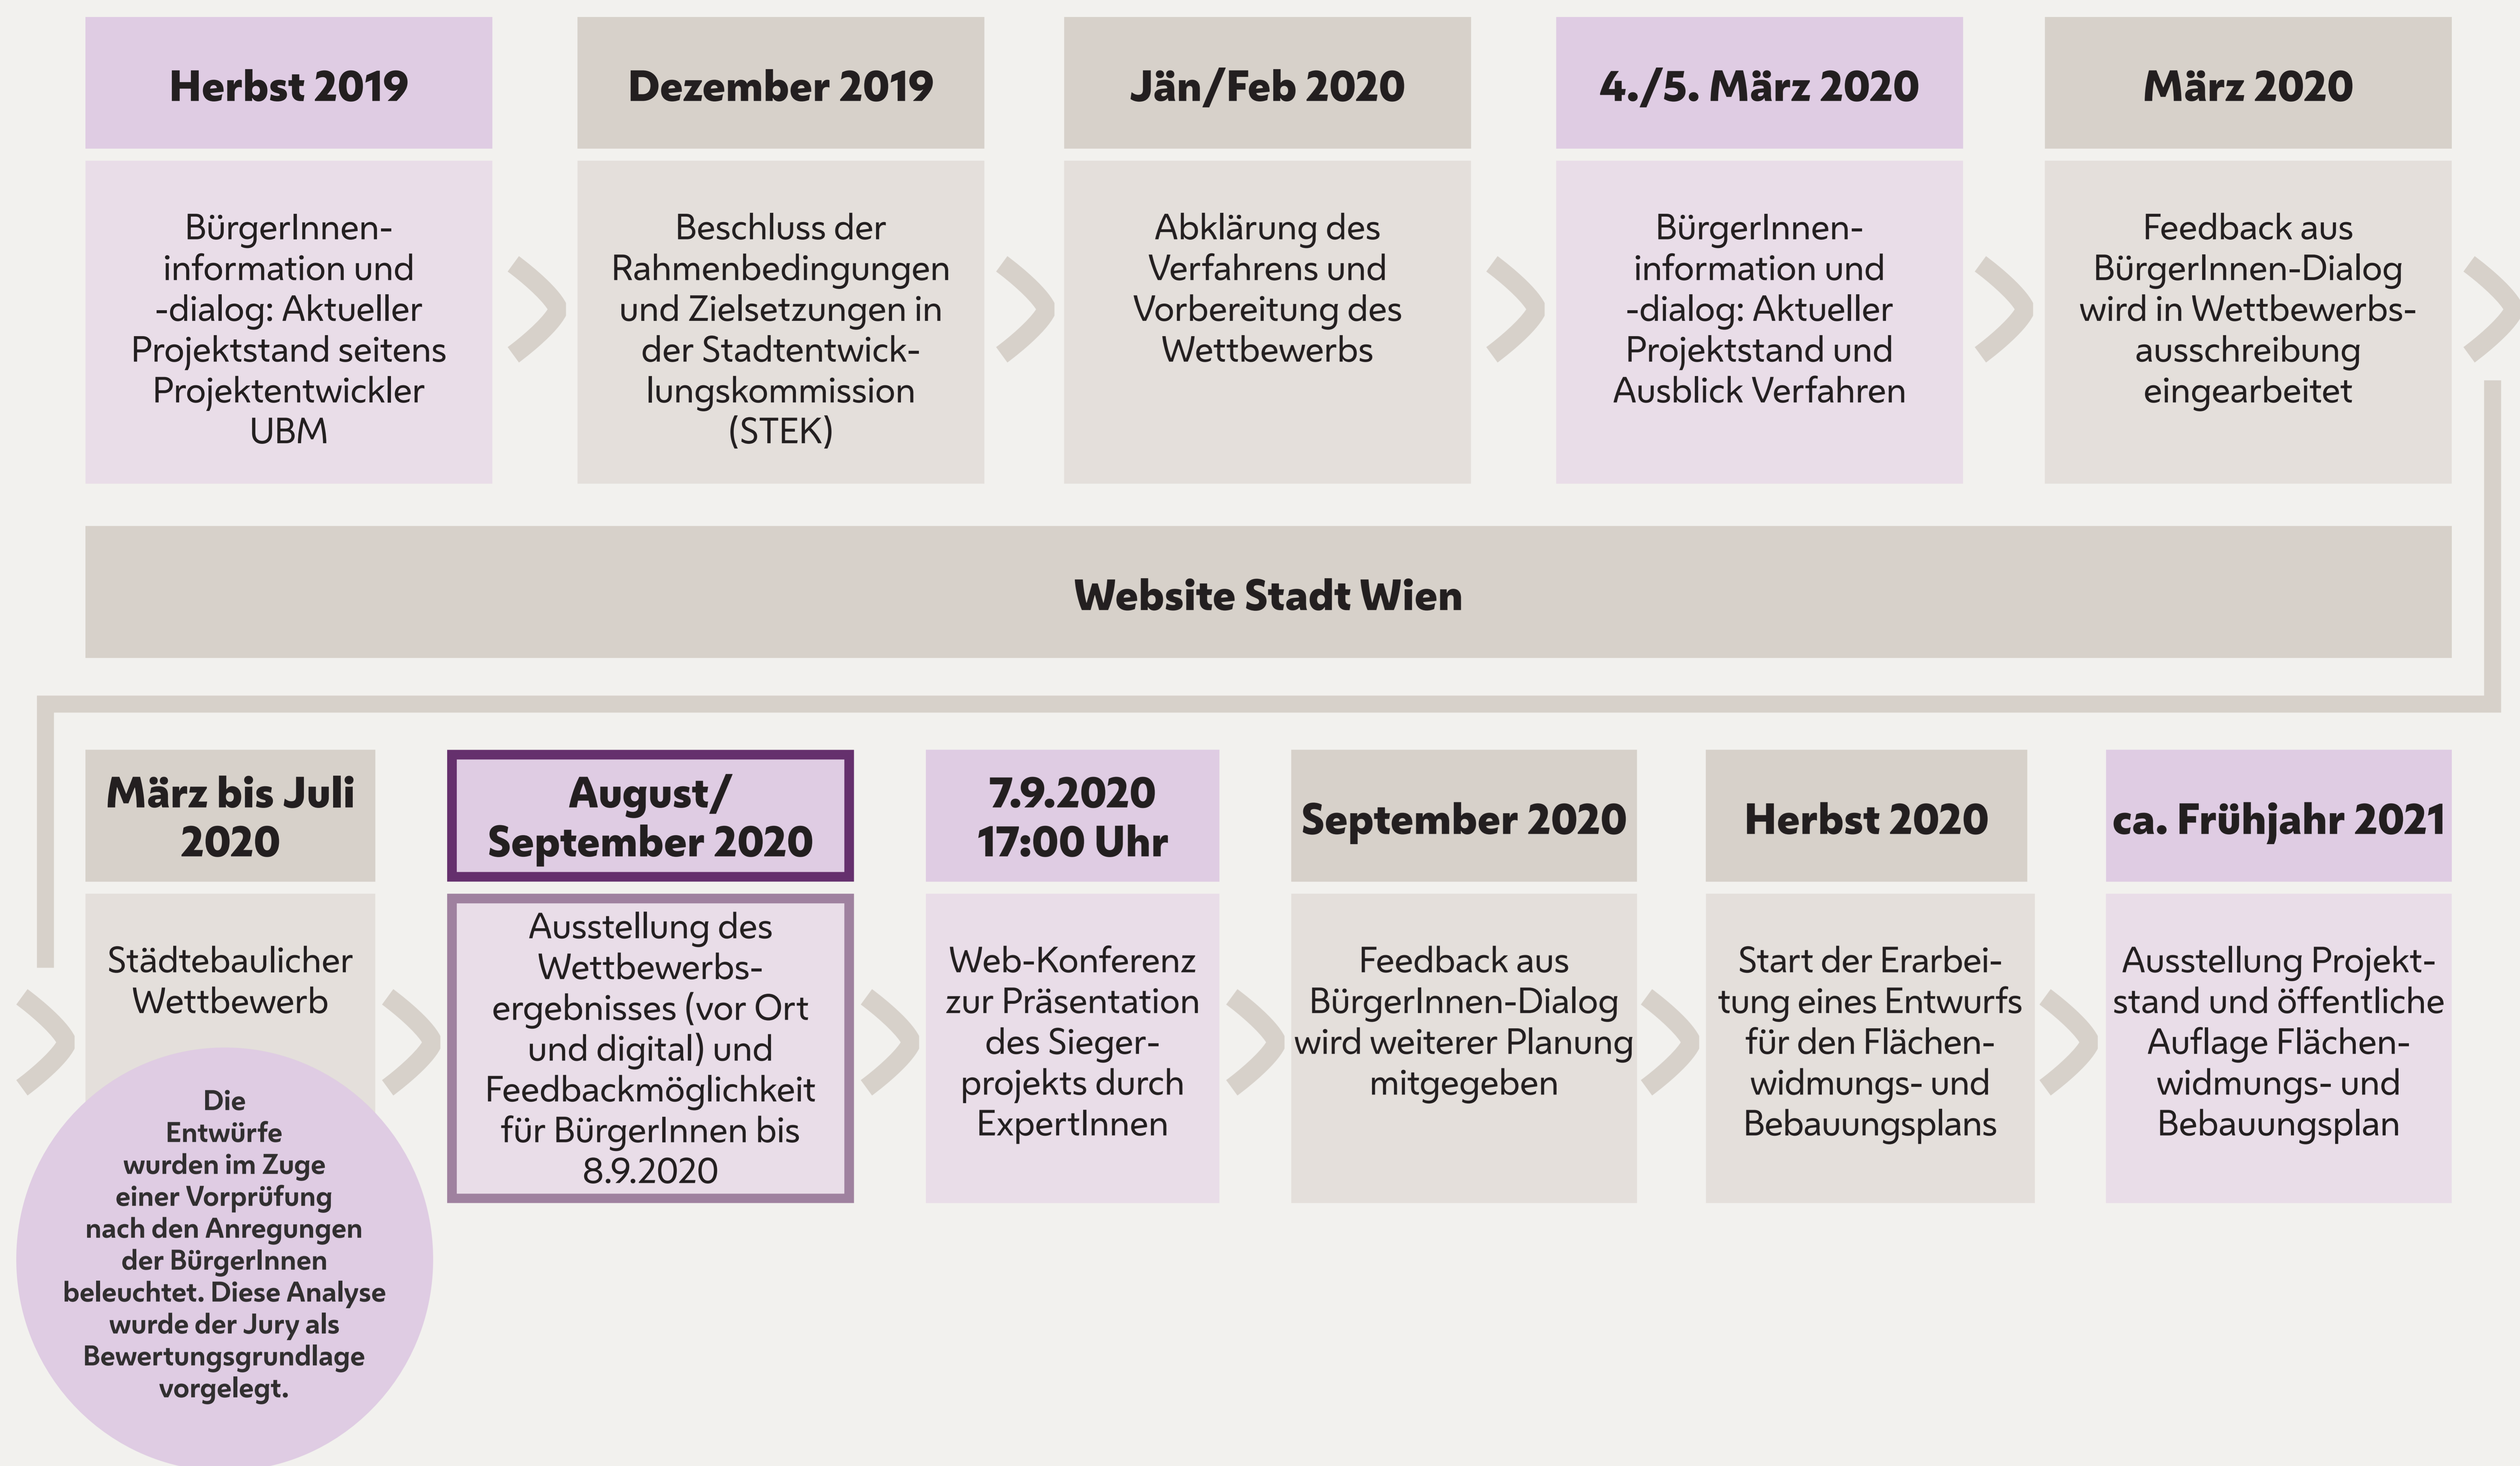 Herbst 2019
BürgerInnen-
information und
-dialog: Aktueller
Projektstand seitens
Projektentwickler
UBM
Dezember 2019
Beschluss der
Rahmenbedingungen
und Zielsetzungen in
der Stadtentwick-
lungskommission
(STEK)
Jän/Feb 2020
Abklärung des
Verfahrens und
Vorbereitung des
Wettbewerbs
4./5. März 2020
BürgerInnen-
information und
-dialog: Aktueller
Projektstand und
Ausblick Verfahren
März 2020
Feedback aus
BürgerInnen-Dialog
wird in Wettbewerbs-
ausschreibung
eingearbeitet
Website Stadt Wien
März bis Juli
2020
Städtebaulicher
Wettbewerb
Die
Entwürfe
wurden im Zuge
einer Vorprüfung
nach den Anregungen
der BürgerInnen
beleuchtet. Diese Analyse
wurde der Jury als
Bewertungsgrundlage
vorgelegt.
August/
September 2020
Ausstellung des
Wettbewerbs-
ergebnisses (vor Ort
und digital) und
Feedbackmöglichkeit
für BürgerInnen bis
8.9.2020
7.9.2020
17:00 Uhr
Web-Konferenz
zur Präsentation
des Sieger-
projekts durch
ExpertInnen
September 2020
Feedback aus
BürgerInnen-Dialog
wird weiterer Planung
mitgegeben
Herbst 2020
Start der Erarbei-
tung eines Entwurfs
für den Flächen-
widmungs- und
Bebauungsplans
ca. Frühjahr 2021
Ausstellung Projekt-
stand und öffentliche
Auflage Flächen-
widmungs- und
Bebauungsplan